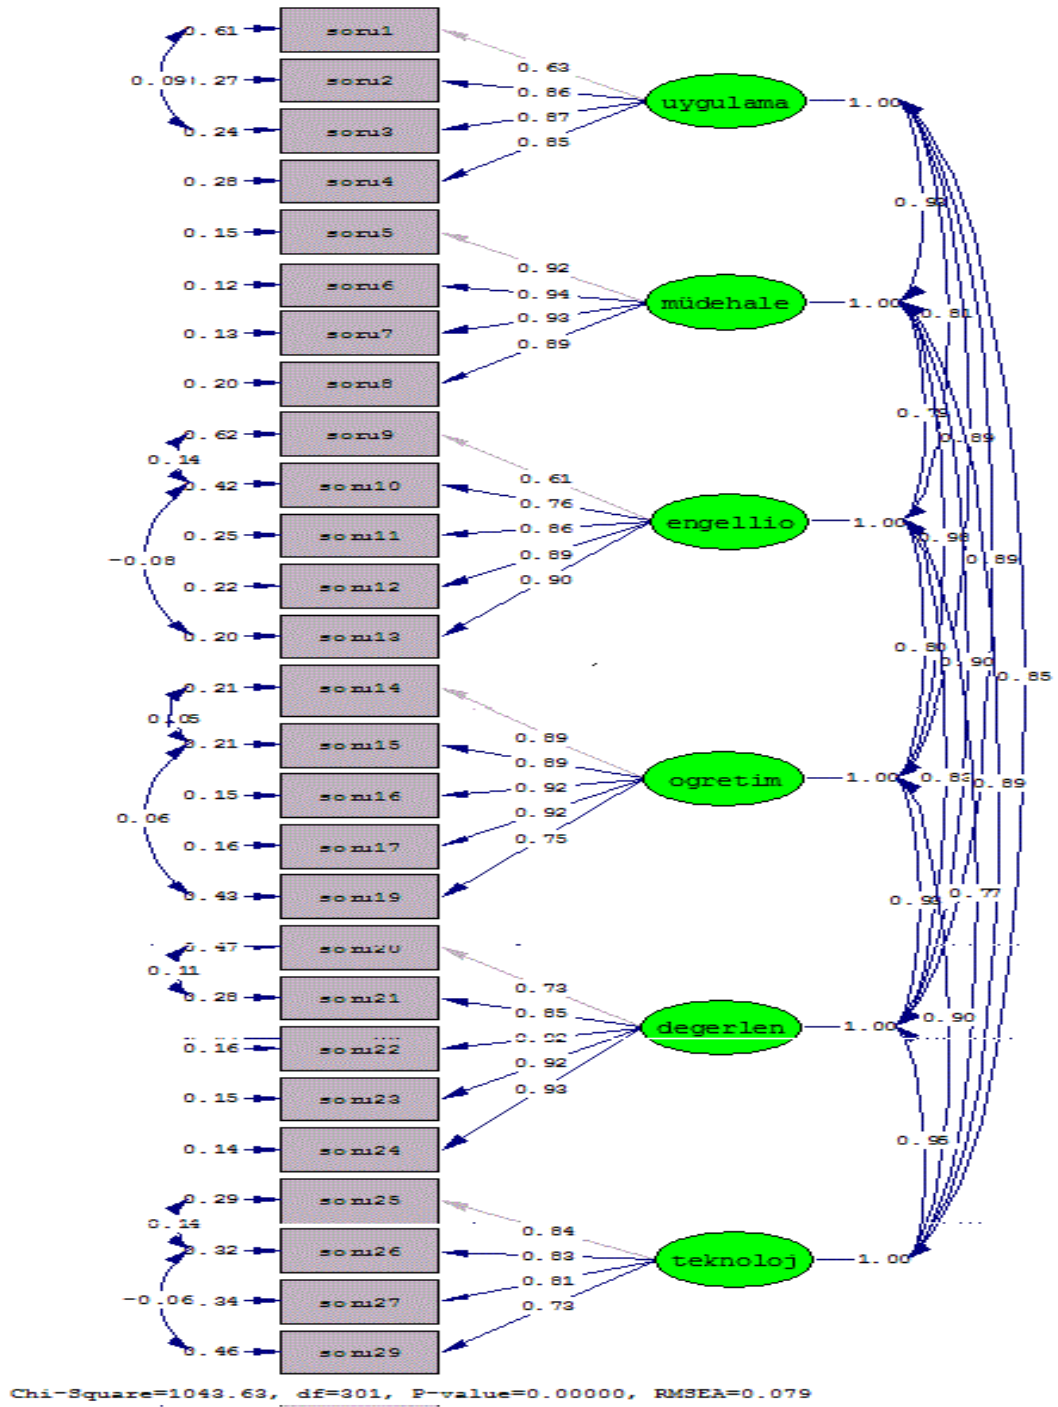 0.61 soru1
0.63
0.09 .27 soru2
0.86
uygulama 1.00
0.87
0.24 soru3
0.85
0.28 soru4
0.15 soru5
0.92
0.12 soru6
0.94
müdehale 1.00
0.81
0.93
0.13 soru7
0.89
0.20 soru8
0.79
0.62 soru9
0.89
0.14
0.61
0.42 soru10
0.76
engellio 1.00
0.86
0.25 soru11
0.89
-0.08
0.89
0.90
0.22 soru12
0.20 soru13
0.80
0.90
0.85
0.21 soru14
0.05
0.89
0.21 soru15
0.89
ogretim 1.00
0.83
0.89
0.92
0.15 soru16
0.06
0.92
0.75
0.16 soru17
0.43 soru19
0.77
0.47 soru20
0.11
0.73
0.28 soru21
0.85
degerlen 1.00
0.90
0.92
0.16 soru22
0.92
0.93
0.15 soru23
0.95
0.14 soru24
0.29 soru25
0.14
0.84
0.32 soru26
0.83
teknoloj 1.00
0.81
-0.06 .34 soru27
0.73
0.46 soru29
Chi-Square=1043.63, df=301, P-value=0.00000, RMSEA=0.079